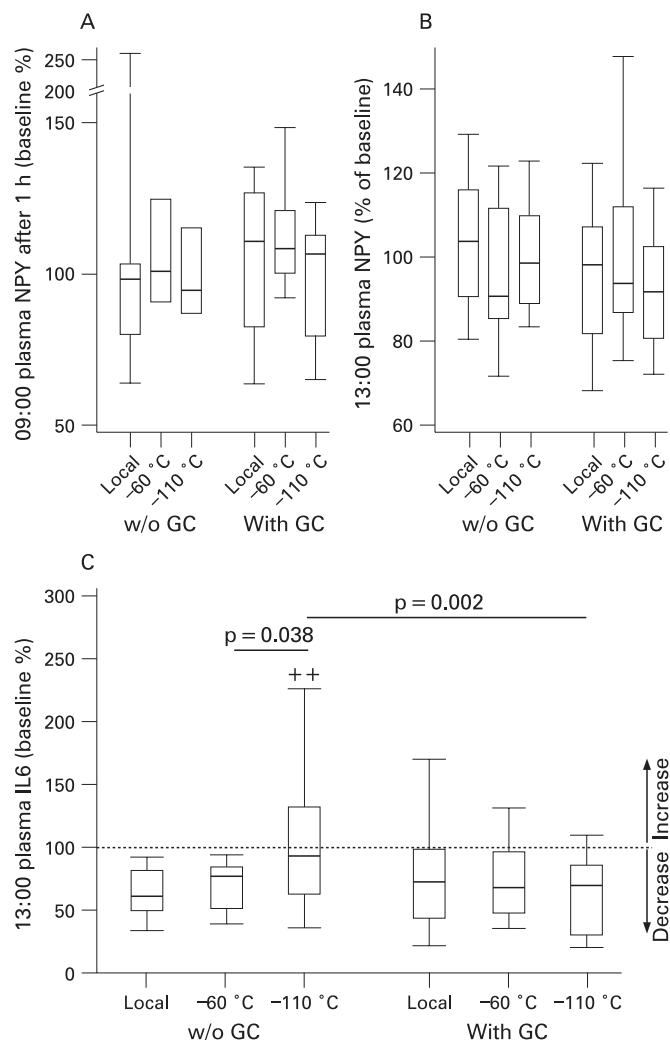 A
09:00 plasma NPY after 1 h (baseline %)
250
200
150
100
50
Local
−60 °C
−110 °C
Local
−60 °C
−110 °C
w/o GC
With GC
B
13:00 plasma NPY (% of baseline)
140
120
100
80
60
Local
−60 °C
−110 °C
Local
−60 °C
−110 °C
w/o GC
With GC
C
13:00 plasma IL6 (baseline %)
300
250
200
150
100
50
0
p = 0.002
p = 0.038
++
Increase
Decrease
Local
−60 °C
−110 °C
Local
−60 °C
−110 °C
w/o GC
With GC